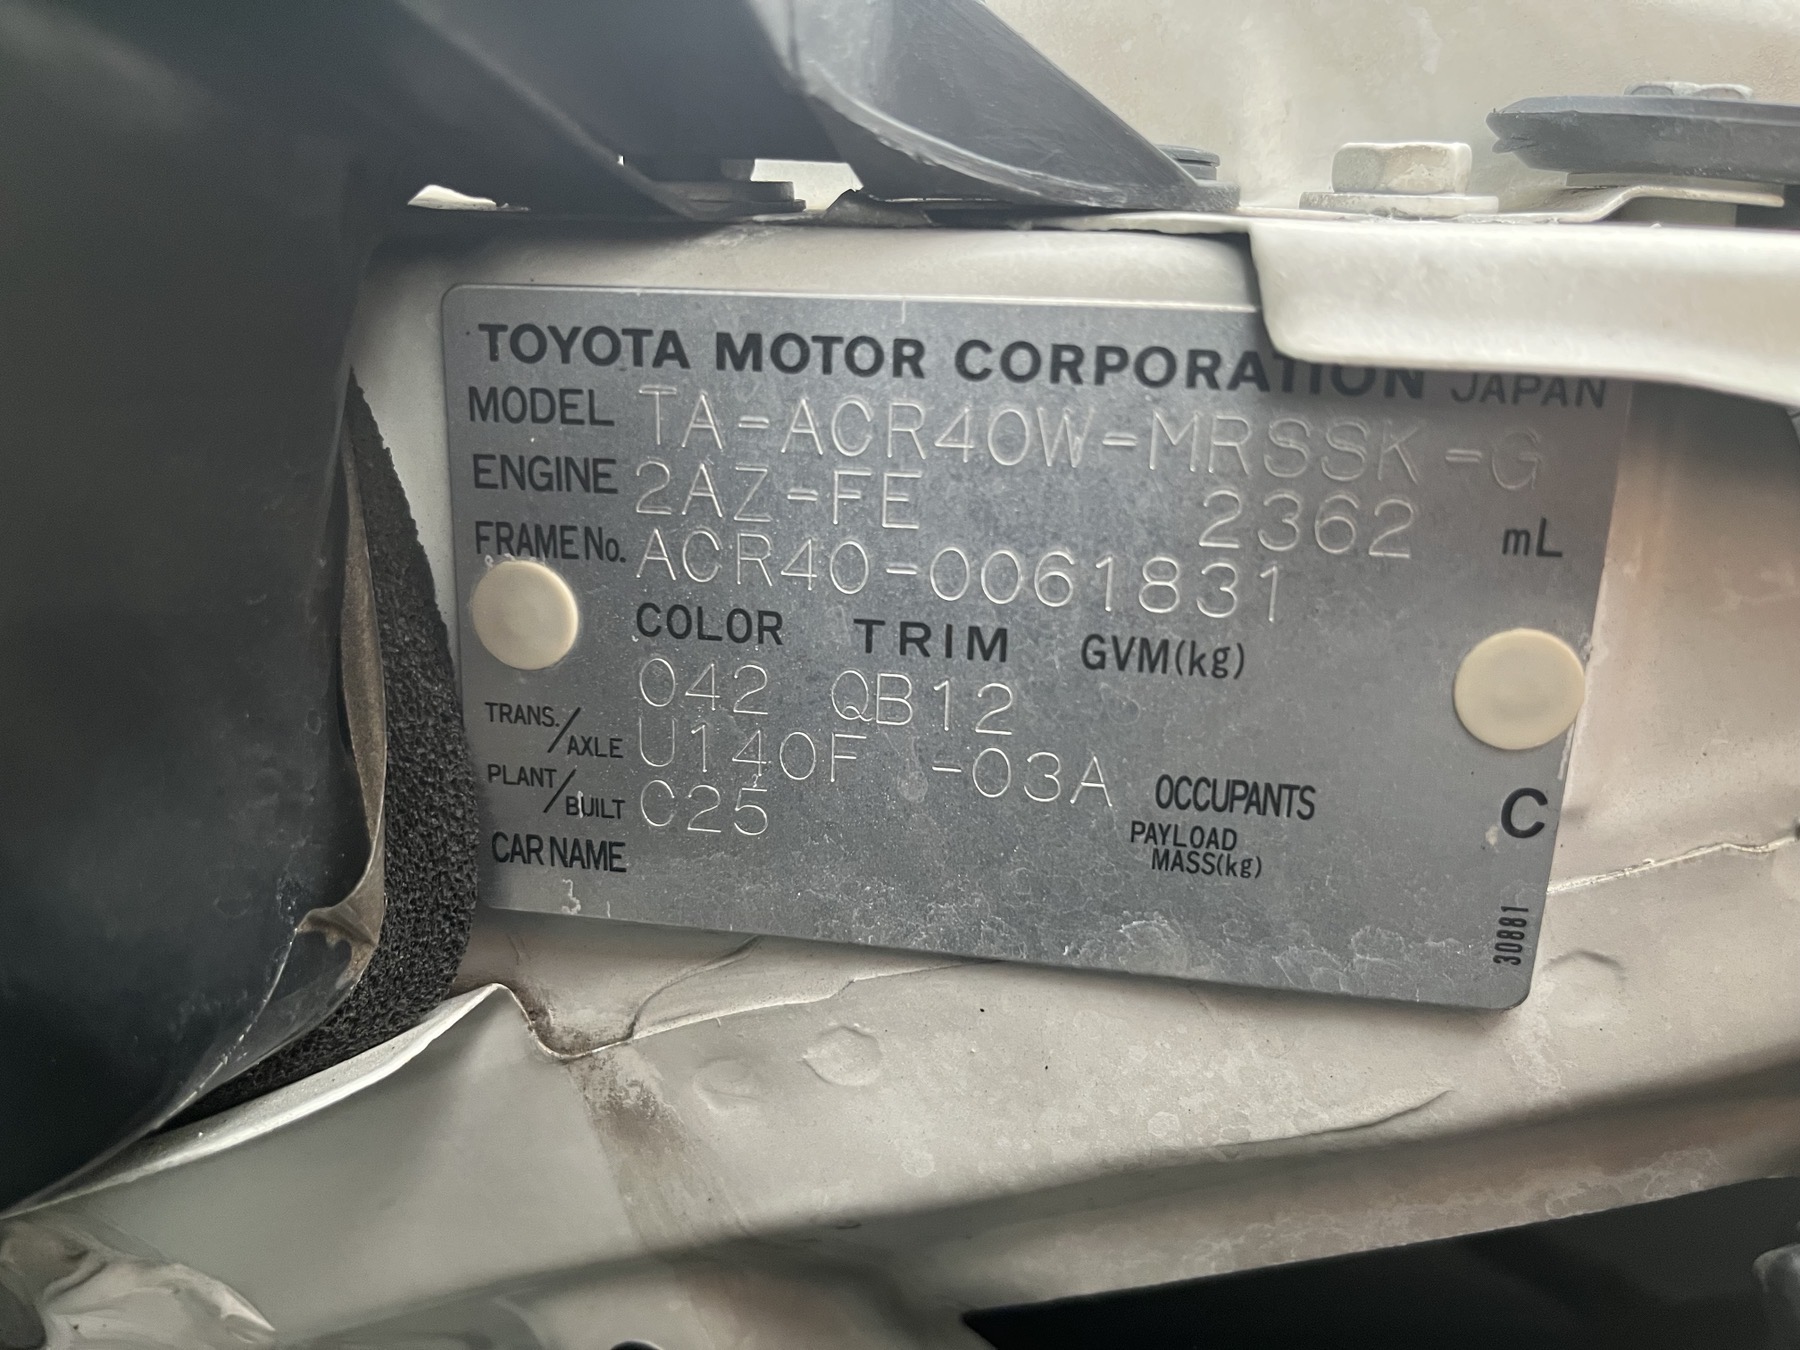 TOYOTA MOTOR CORPORATION JAPAN
MODEL TA-ACR40W-MRSSK-G
ENGINE 2AZ-FE 2362 mL
FRAME No. ACR40-0061831
COLOR TRIM GVM(kg)
042 QB12
TRANS./AXLE U140F -03A
PLANT/BUILT C25
OCCUPANTS
C
PAYLOAD
MASS(kg)
CAR NAME
30881